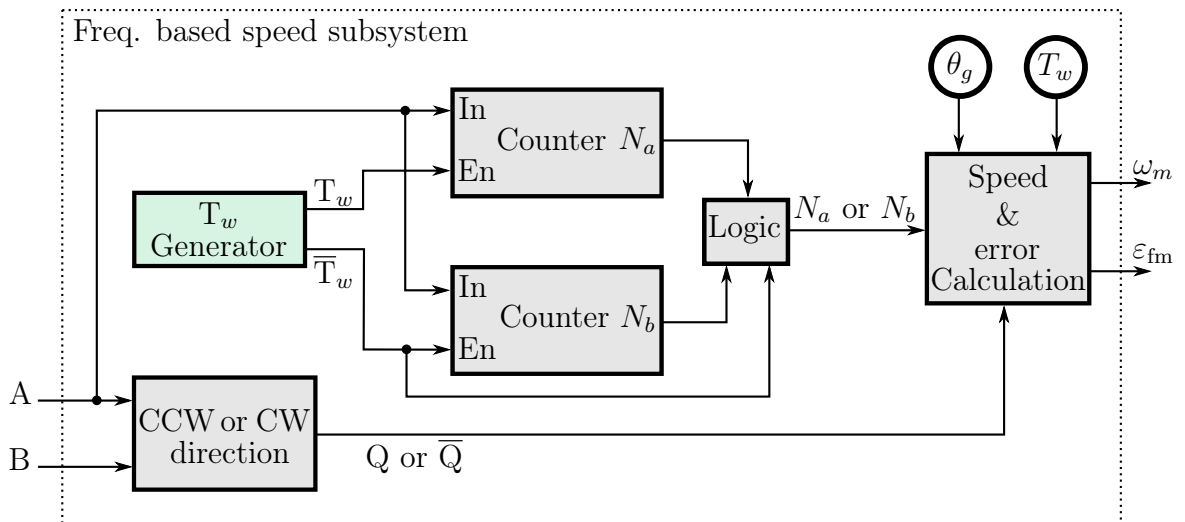 Freq. based speed subsystem
θ_g
T_w
In
Counter N_a
En
T_w
Generator
T_w
T̅_w
In
Counter N_b
En
Logic
N_a or N_b
Speed
&
error
Calculation
ω_m
ε_fm
A
B
CCW or CW
direction
Q or Q̅